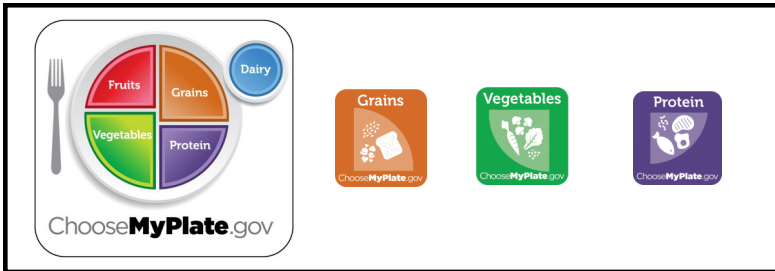 Fruits
Grains
Dairy
Vegetables
Protein
ChooseMyPlate.gov
Grains
ChooseMyPlate.gov
Vegetables
ChooseMyPlate.gov
Protein
ChooseMyPlate.gov